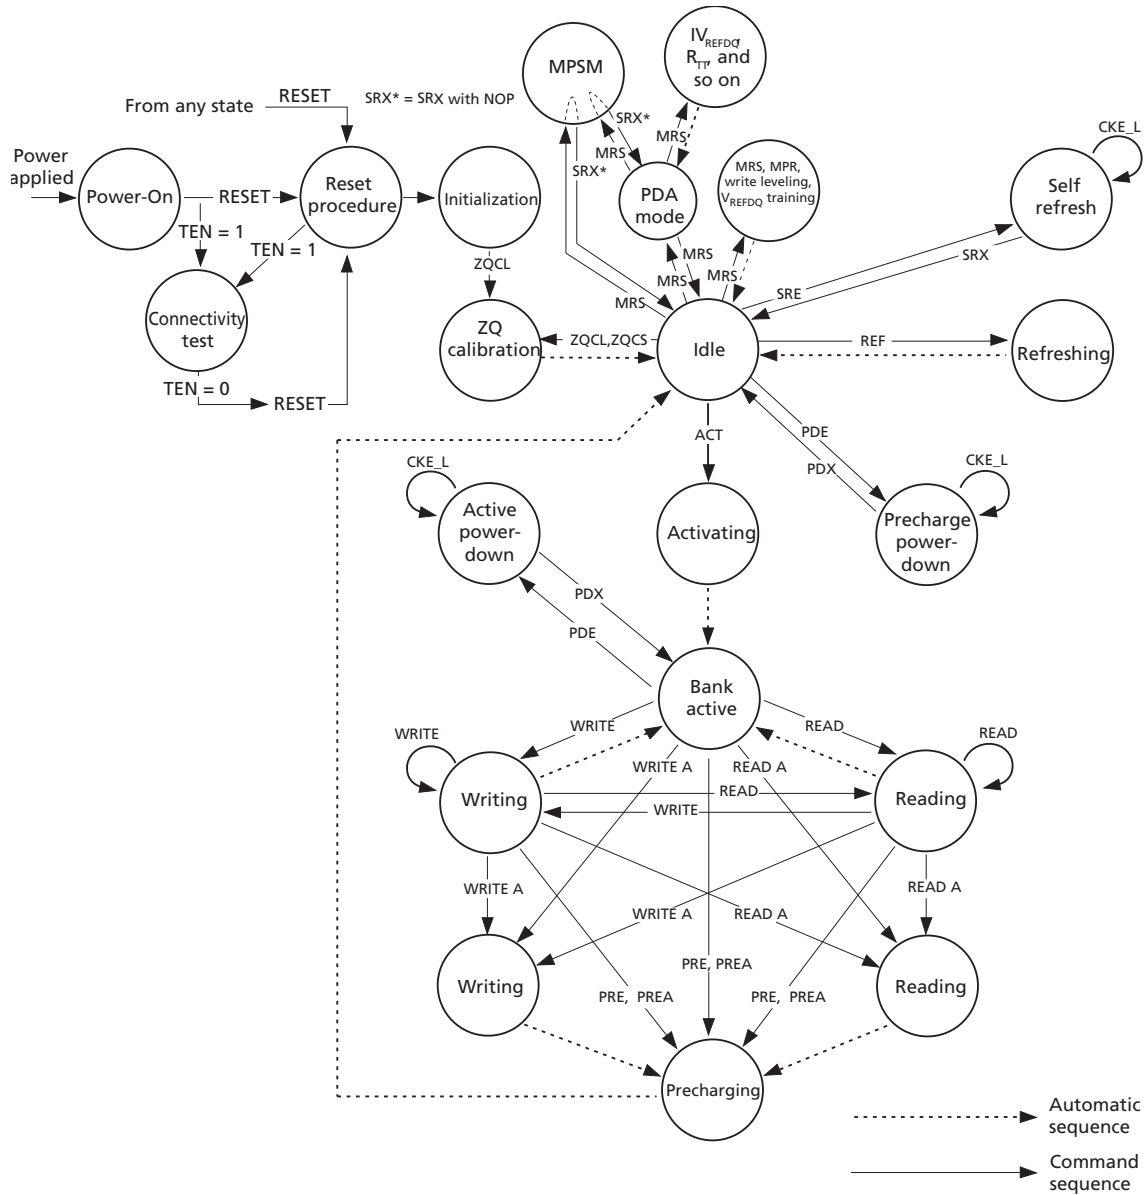 MPSM
IV REFDQ,
R TT, and
so on
From any state
RESET
SRX* = SRX with NOP
SRX*
MRS
MRS
SRX*
CKE_L
Power
applied
Power-On
RESET
Reset
procedure
Initialization
PDA
mode
MRS, MPR,
write leveling,
VREFDQ training
Self
refresh
TEN = 1
TEN = 1
ZQCL
MRS
MRS
MRS
MRS
SRE
SRX
Connectivity
test
ZQ
calibration
ZQCL,ZQCS
Idle
REF
Refreshing
TEN = 0
RESET
ACT
PDE
PDX
CKE_L
CKE_L
Active
power-
down
Activating
Precharge
power-
down
PDX
PDE
Bank
active
WRITE
READ
WRITE
READ
WRITE A
READ A
Writing
READ
WRITE
Reading
WRITE A
READ A
WRITE A
READ A
PRE, PREA
Writing
PRE, PREA
PRE, PREA
Reading
Precharging
Automatic
sequence
Command
sequence